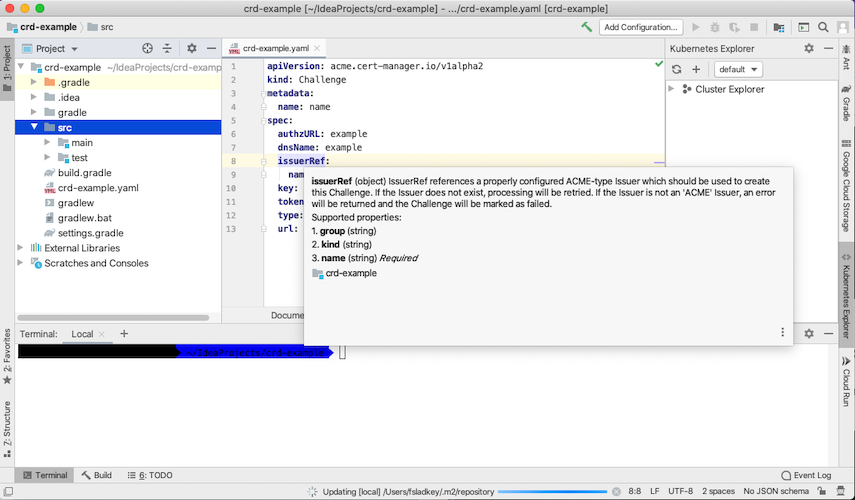 crd-example [~/IdeaProjects/crd-example] - .../crd-example.yaml [crd-example]
crd-example
src
Add Configuration...
1: Project
Project
crd-example ~/IdeaProjects/crd-examp
.gradle
.idea
gradle
src
main
test
build.gradle
crd-example.yaml
gradlew
gradlew.bat
settings.gradle
External Libraries
Scratches and Consoles
crd-example.yaml
1 apiVersion: acme.cert-manager.io/v1alpha2
2 kind: Challenge
3 metadata:
4 name: name
5 spec:
6 authzURL: example
7 dnsName: example
8 issuerRef:
9 nam
10 key:
11 token
12 type:
13 url:
Docume
issuerRef (object) IssuerRef references a properly configured ACME-type Issuer which should be used to create
this Challenge. If the Issuer does not exist, processing will be retried. If the Issuer is not an 'ACME' Issuer, an error
will be returned and the Challenge will be marked as failed.
Supported properties:
1. group (string)
2. kind (string)
3. name (string) Required
crd-example
Kubernetes Explorer
default
Cluster Explorer
Ant
Gradle
Google Cloud Storage
Kubernetes Explorer
Cloud Run
2: Favorites
7: Structure
Terminal:
Local
~/IdeaProjects/crd-example
Terminal
Build
6: TODO
Event Log
Updating [local] /Users/fsladkey/.m2/repository
8:8
LF
UTF-8
2 spaces
No JSON schema